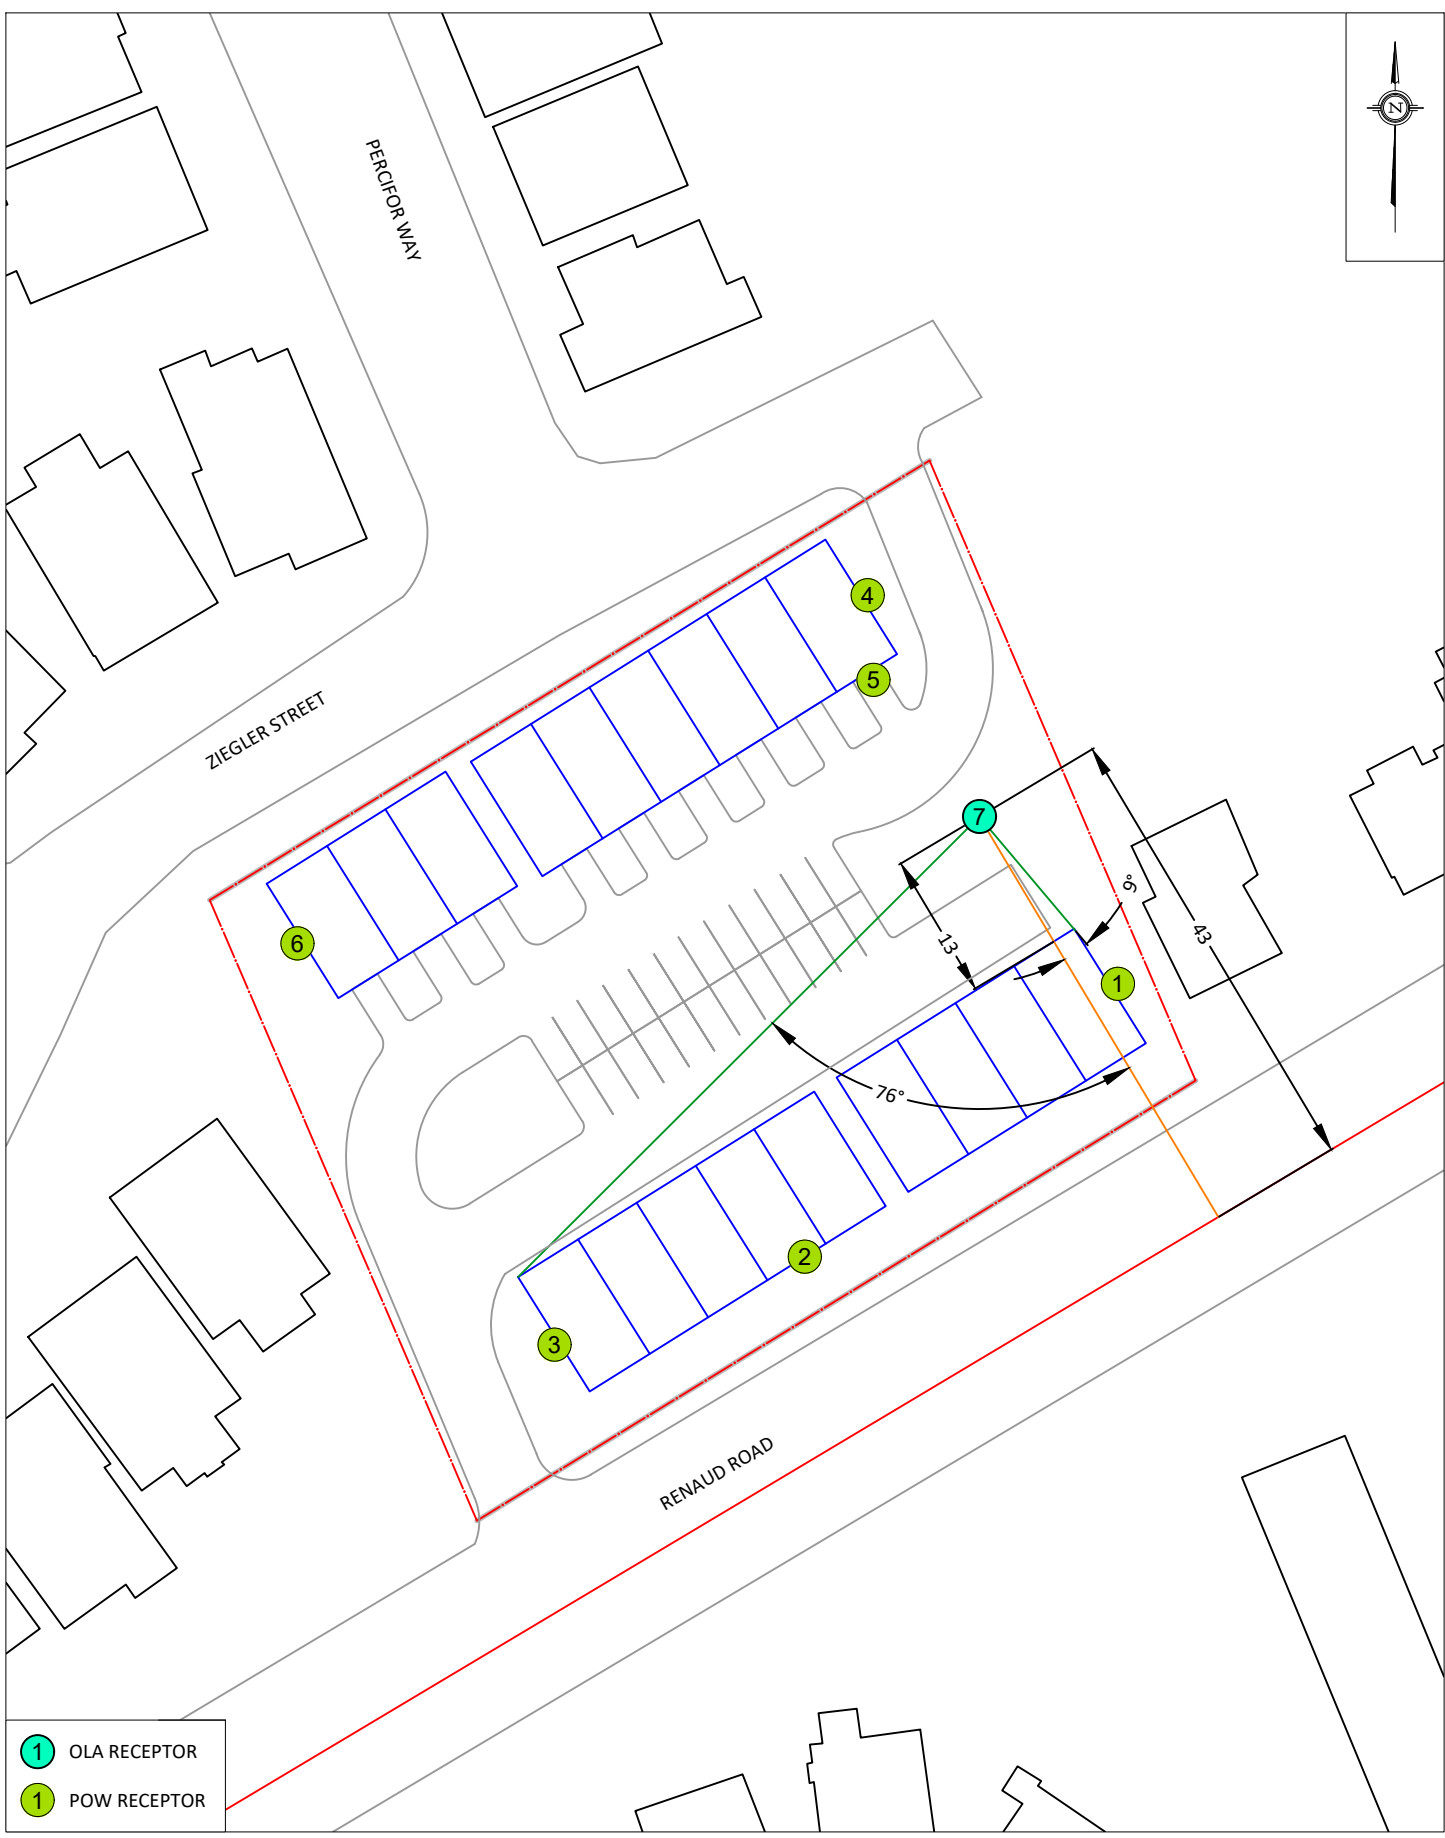 N
PERCIFOR WAY
4
5
ZIEGLER STREET
7
9°
43
6
13
1
76°
2
3
RENAUD ROAD
1 OLA RECEPTOR
1 POW RECEPTOR